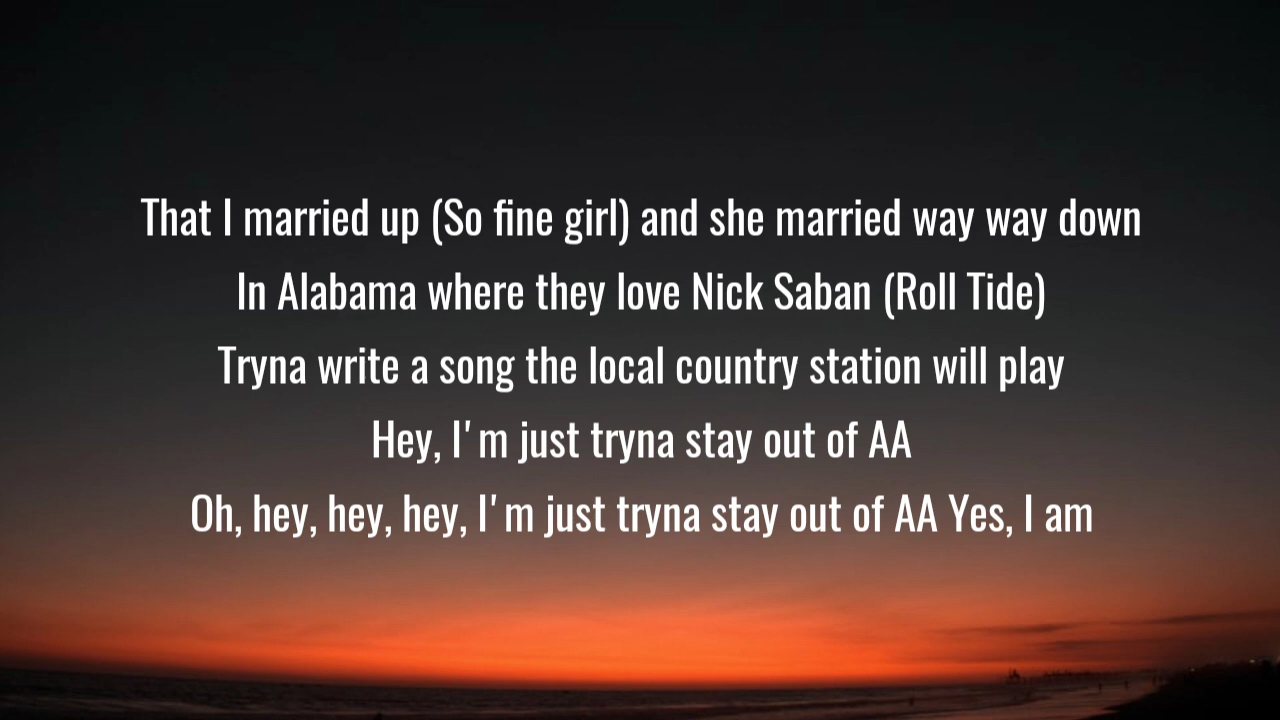 That I married up (So fine girl) and she married way way down
In Alabama where they love Nick Saban (Roll Tide)
Tryna write a song the local country station will play
Hey, I'm just tryna stay out of AA
Oh, hey, hey, hey, I'm just tryna stay out of AA Yes, I am